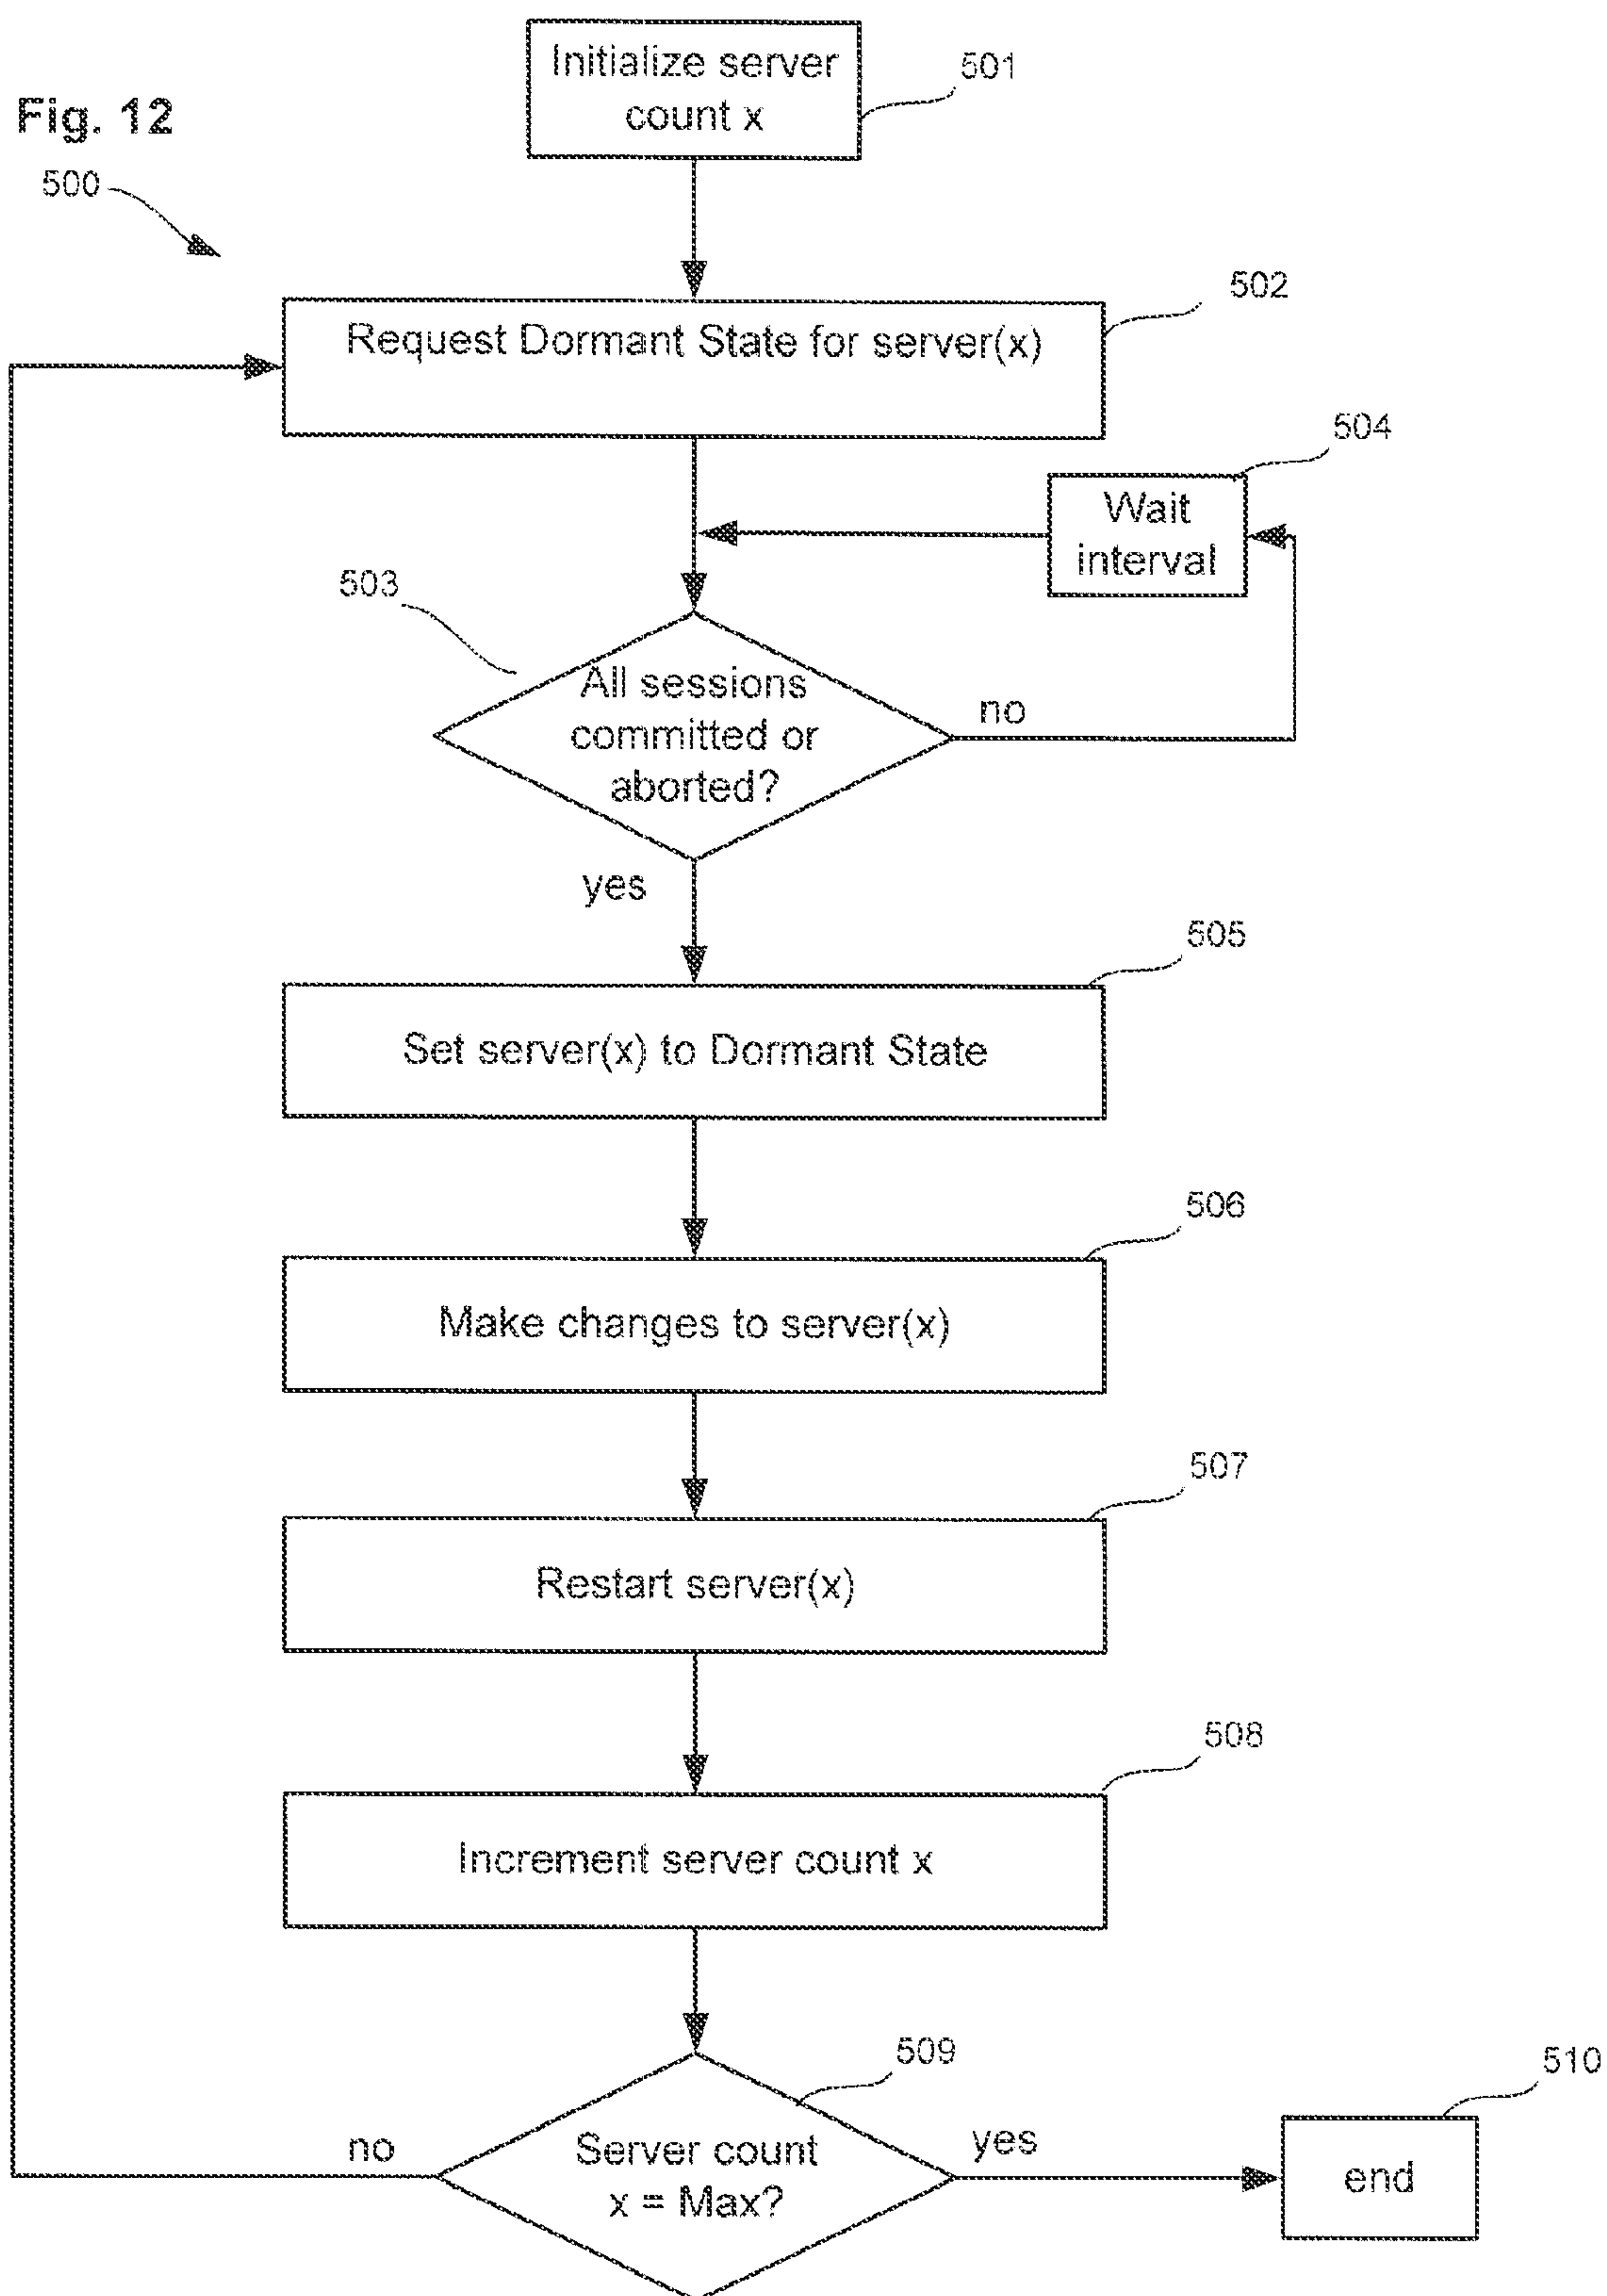 Initialize server
count x
501
Fig. 12
500
502
Request Dormant State for server(x)
504
Wait
interval
503
All sessions
committed or
aborted?
no
yes
505
Set server(x) to Dormant State
506
Make changes to server(x)
507
Restart server(x)
508
Increment server count x
509
510
no
Server count
x = Max?
yes
end